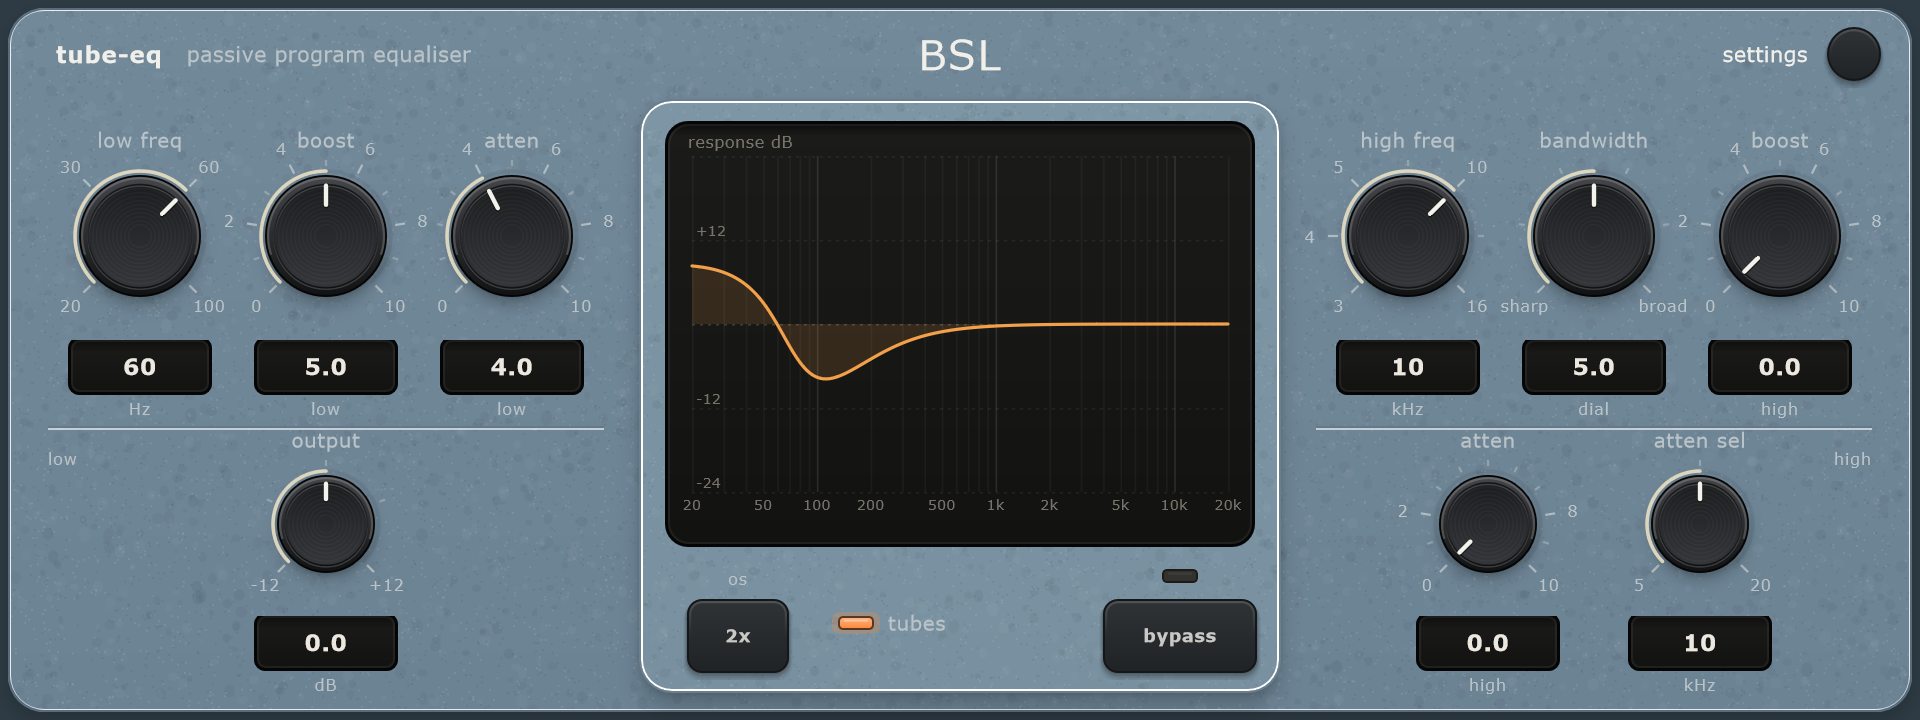 tube-eq passive program equaliser
BSL
settings
low freq
30 60
20 100
60
Hz
boost
4 6
2 8
0 10
5.0
low
atten
4 6
8
0 10
4.0
low
low
output
-12 +12
0.0
dB
response dB
+12
-12
-24
20 50 100 200 500 1k 2k 5k 10k 20k
os
2x
tubes
bypass
high freq
5 10
4
3 16
10
kHz
bandwidth
sharp broad
5.0
dial
boost
4 6
2 8
0 10
0.0
high
high
atten
2 8
0 10
0.0
high
atten sel
5 20
10
kHz